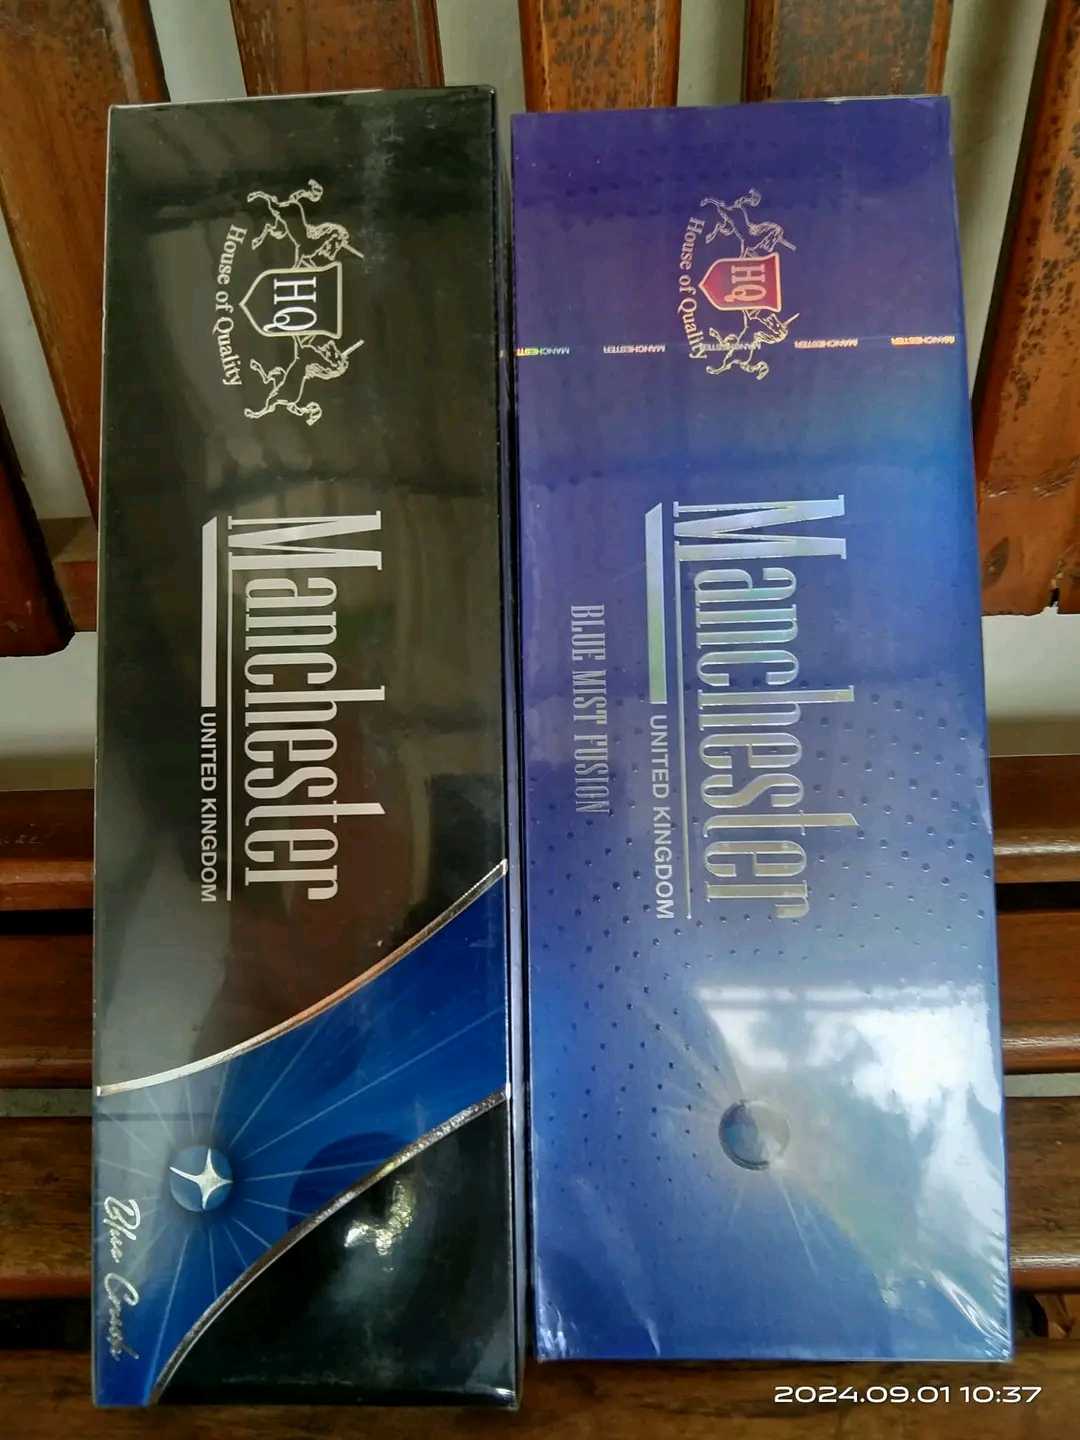 HQ
House of Quality
Manchester
UNITED KINGDOM
Blue Crush
HQ
House of Quality
MANCHESTER MANCHESTER MANCHESTER MANCHESTER MANCHESTER
Manchester
UNITED KINGDOM
BLUE MIST FUSION
2024.09.01 10:37